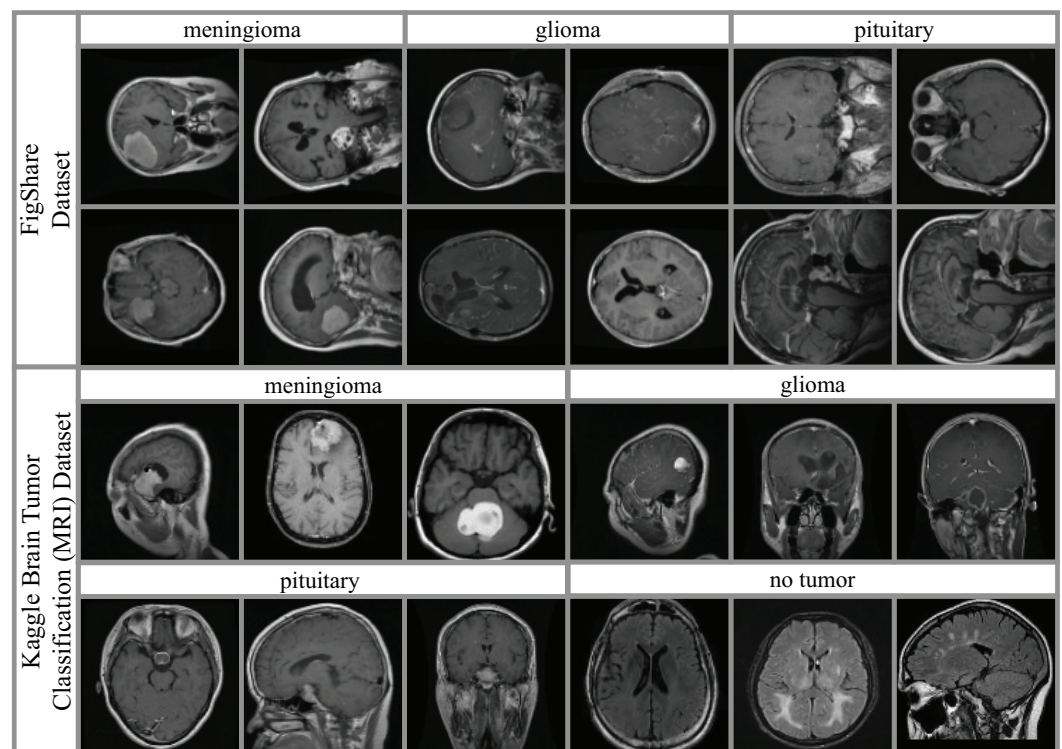 meningioma
glioma
pituitary
FigShare
Dataset
meningioma
glioma
Kaggle Brain Tumor
Classification (MRI) Dataset
pituitary
no tumor